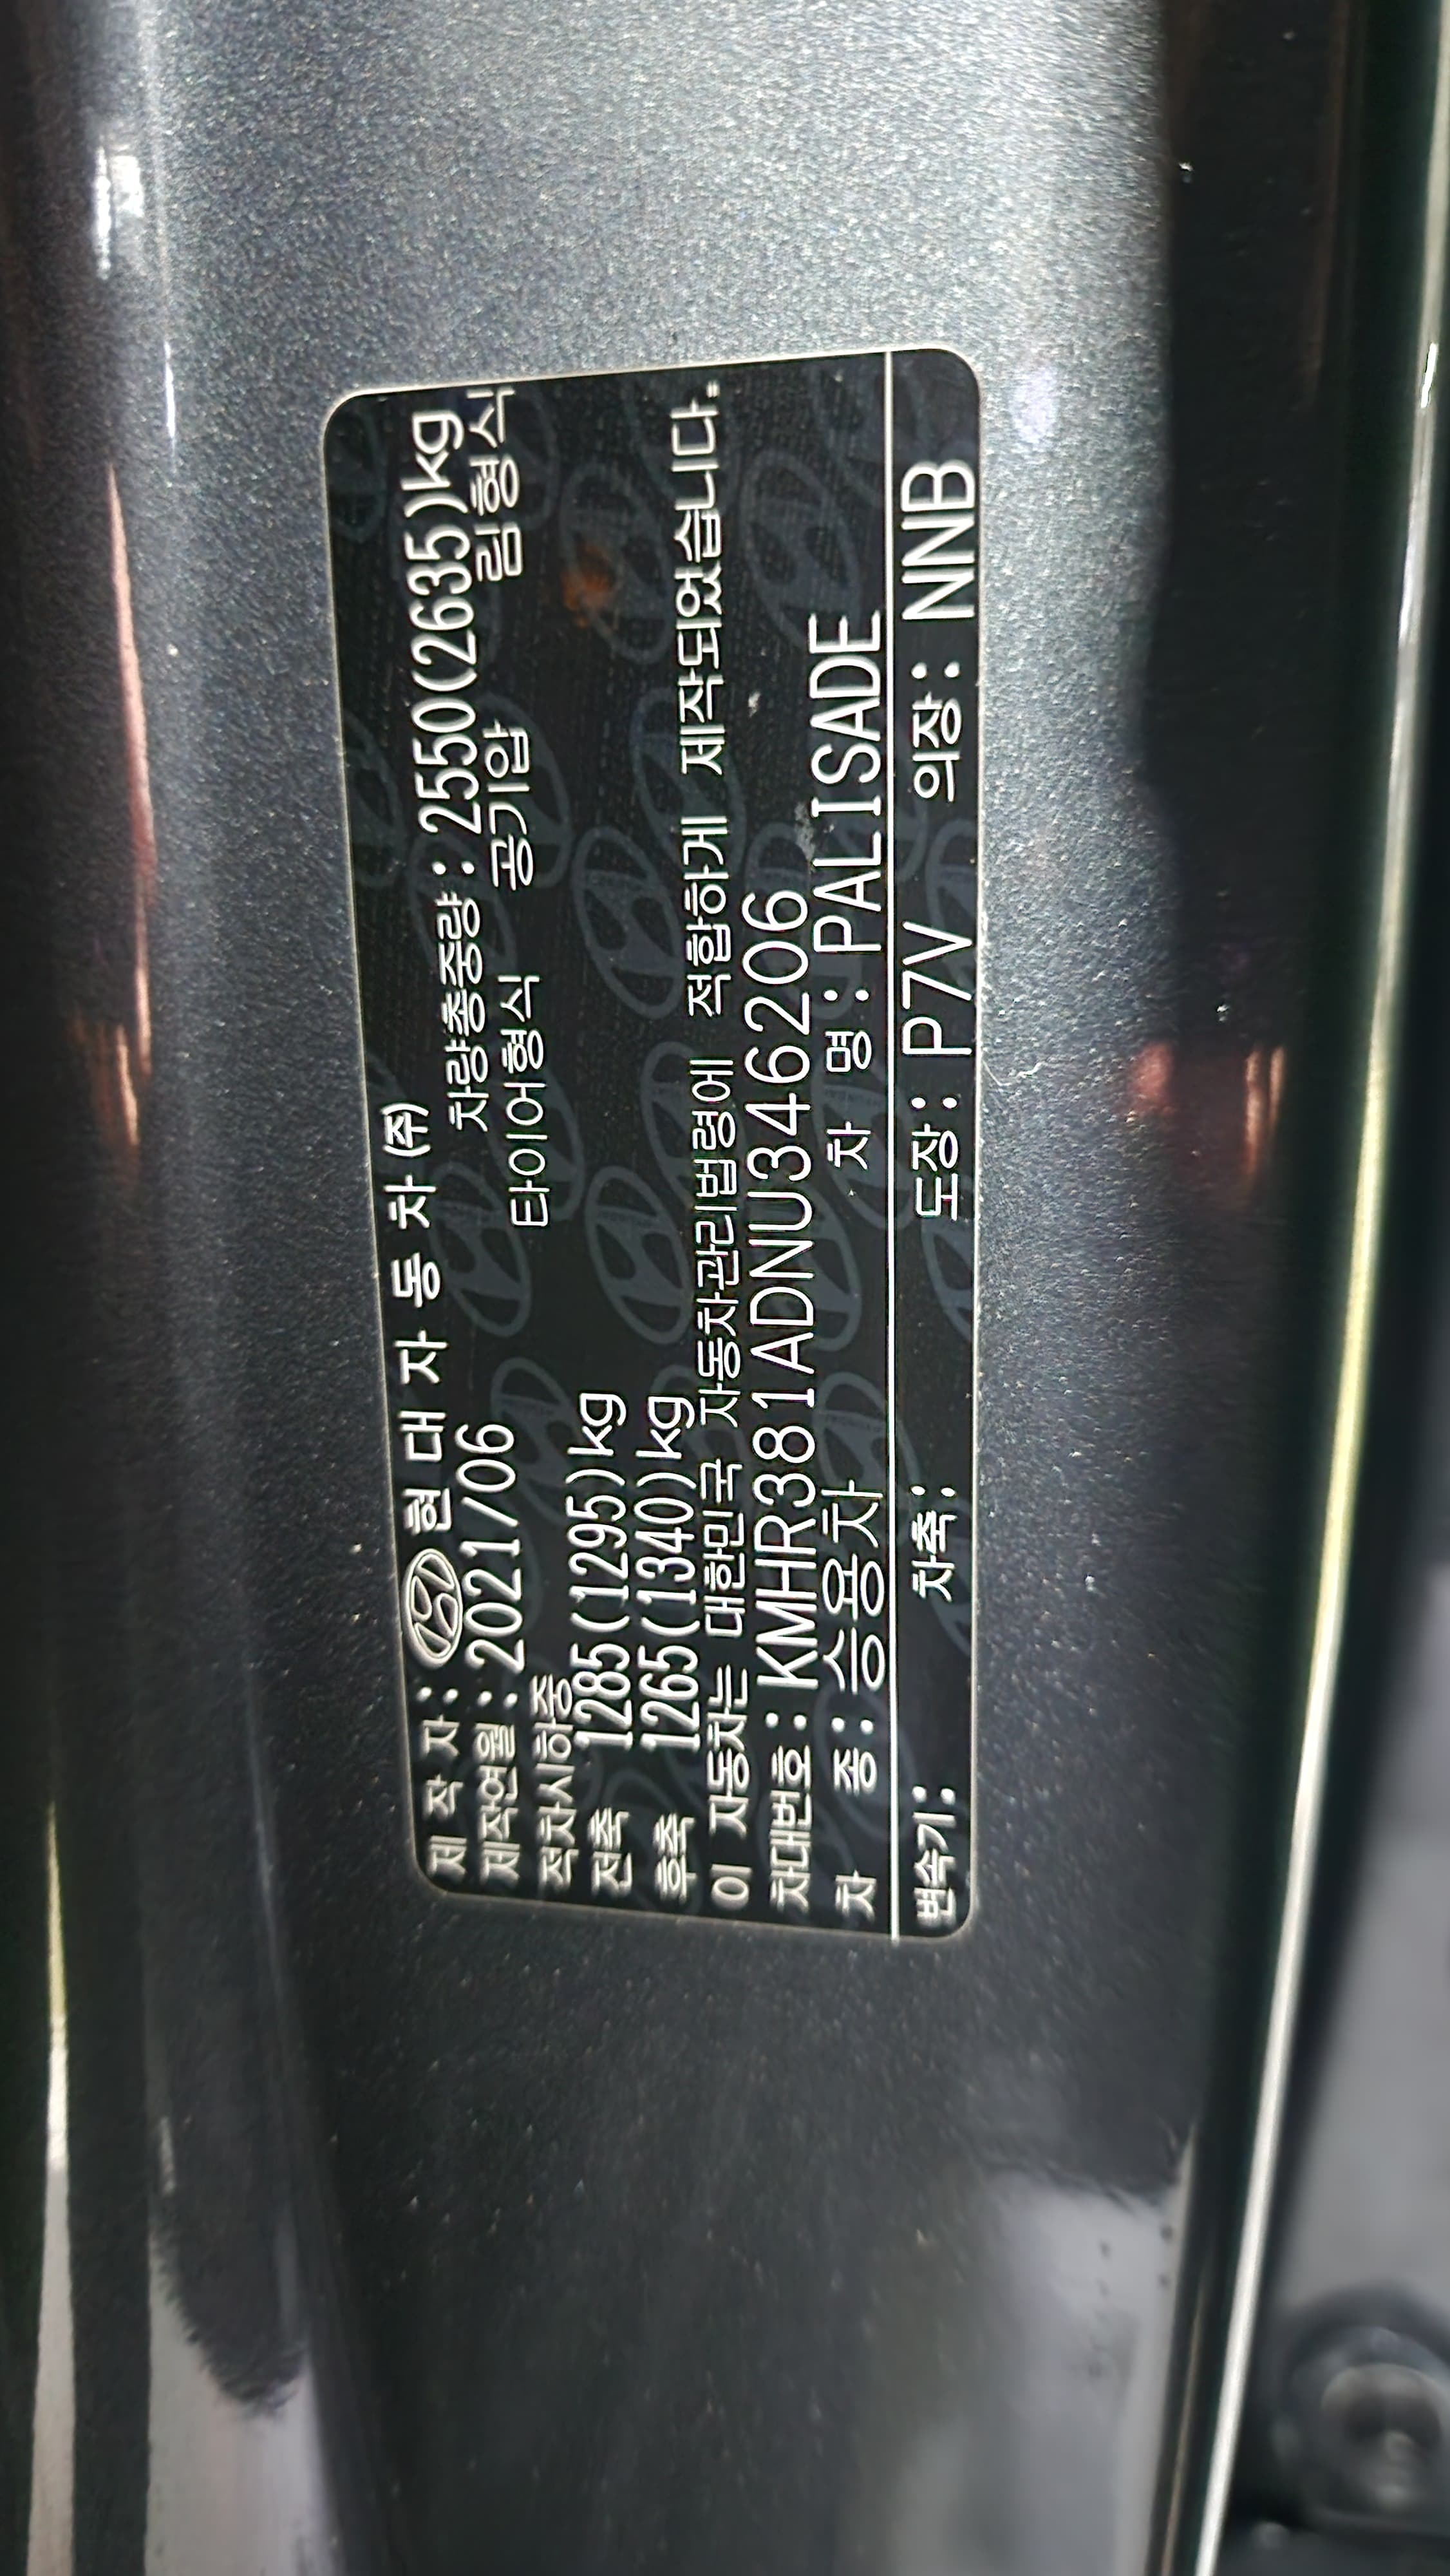 제 작 자 : 현 대 자 동 차 (주)
제작연월 : 2021/06 차량총중량 : 2550(2635)kg
적차시하중 타이어형식 공기압 림형식
전축 1285(1295)kg
후축 1265(1340)kg
이 자동차는 대한민국 자동차관리법령에 적합하게 제작되었습니다.
차대번호 : KMHR381ADNU346206
차 종 : 승용차 차 명 : PALISADE
변속기: 차축: 도장: P7V 의장: NNB